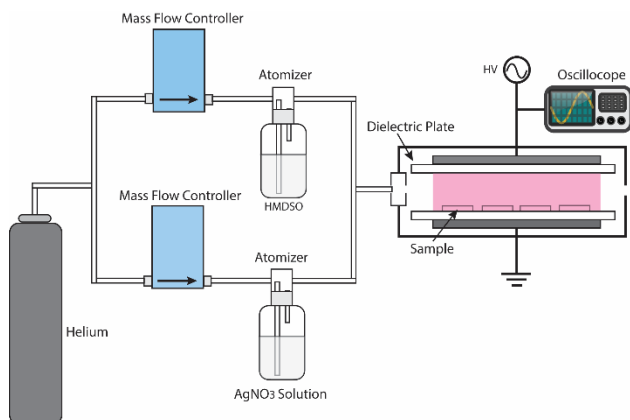 Mass Flow Controller
Atomizer
HMDSO
HV
Oscillocope
Dielectric Plate
Mass Flow Controller
Atomizer
Sample
Helium
AgNO3 Solution